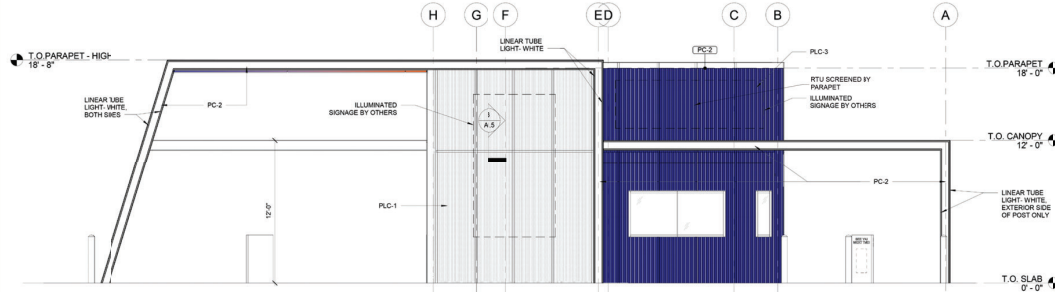 H
G
F
E
D
C
B
A
LINEAR TUBE
LIGHT- WHITE
PC-2
PLC-3
T.O.PARAPET - HIGH
18' - 8"
T.O.PARAPET
18' - 0"
RTU SCREENED BY
PARAPET
ILLUMINATED
SIGNAGE BY OTHERS
LINEAR TUBE
LIGHT- WHITE,
BOTH SIDES
PC-2
ILLUMINATED
SIGNAGE BY OTHERS
1
A.5
T.O. CANOPY
12' - 0"
PC-2
LINEAR TUBE
LIGHT- WHITE,
EXTERIOR SIDE
OF POST ONLY
PLC-1
12'-0"
T.O. SLAB
0' - 0"